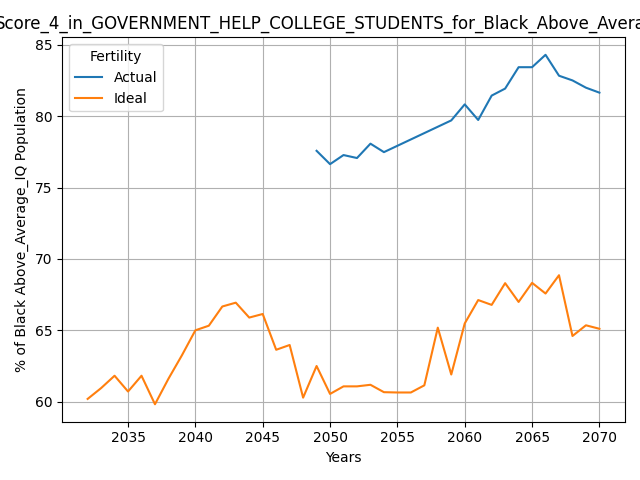 Score_4_in_GOVERNMENT_HELP_COLLEGE_STUDENTS_for_Black_Above_Avera
Fertility
Actual
Ideal
% of Black Above_Average_IQ Population
85
80
75
70
65
60
2035 2040 2045 2050 2055 2060 2065 2070
Years